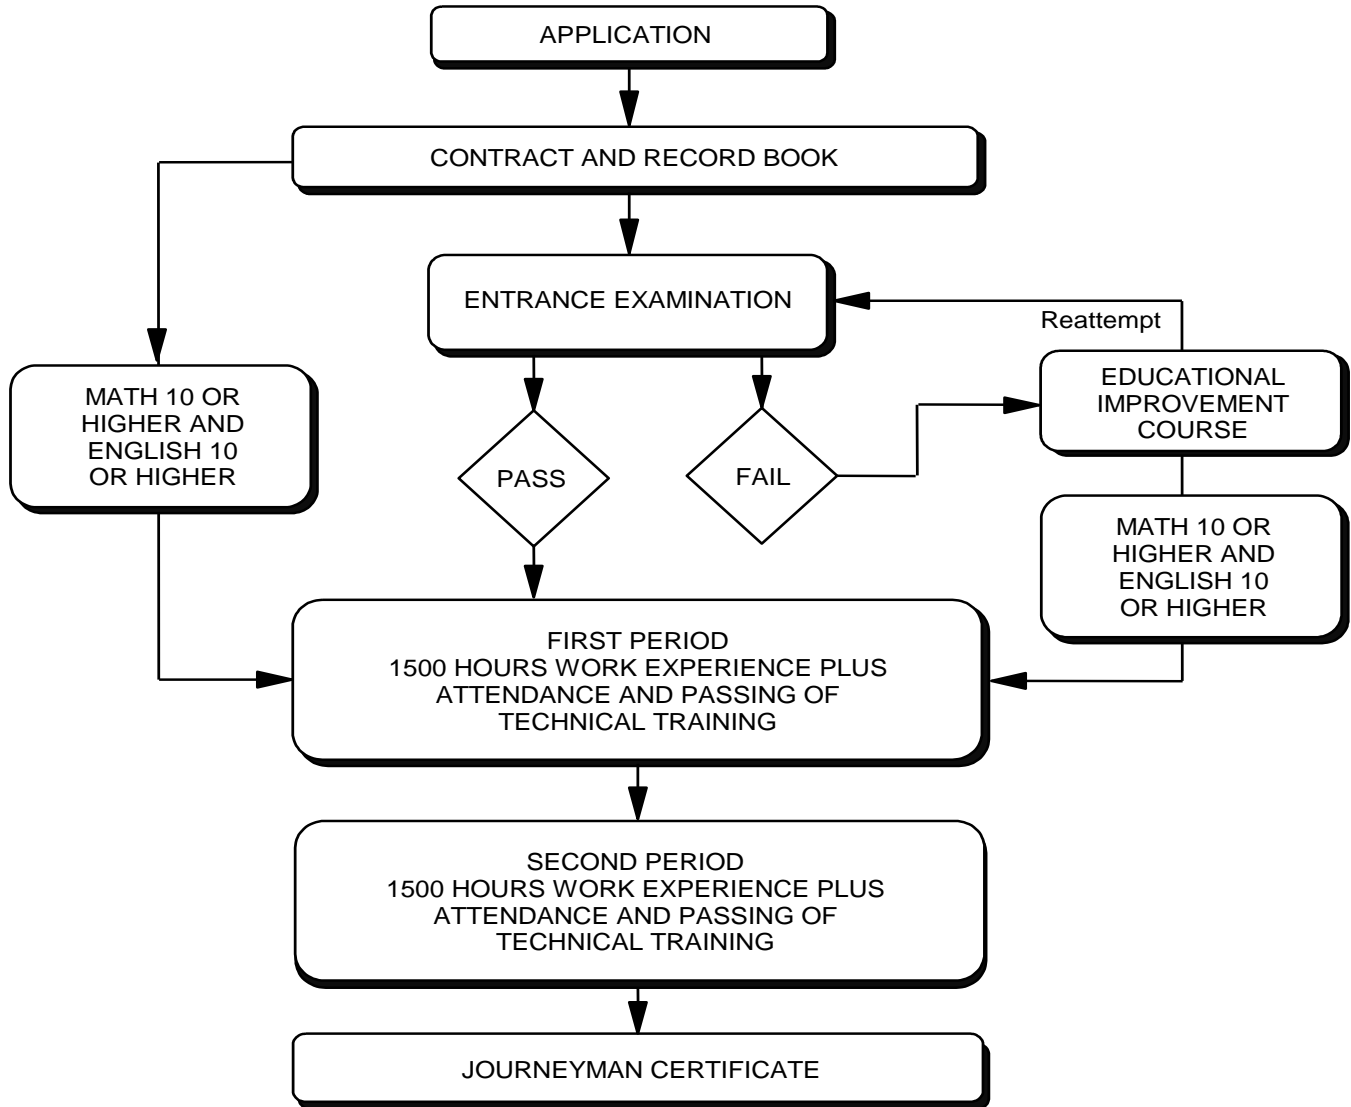 APPLICATION
CONTRACT AND RECORD BOOK
ENTRANCE EXAMINATION
Reattempt
MATH 10 OR
HIGHER AND
ENGLISH 10
OR HIGHER
PASS
FAIL
EDUCATIONAL
IMPROVEMENT
COURSE
MATH 10 OR
HIGHER AND
ENGLISH 10
OR HIGHER
FIRST PERIOD
1500 HOURS WORK EXPERIENCE PLUS
ATTENDANCE AND PASSING OF
TECHNICAL TRAINING
SECOND PERIOD
1500 HOURS WORK EXPERIENCE PLUS
ATTENDANCE AND PASSING OF
TECHNICAL TRAINING
JOURNEYMAN CERTIFICATE